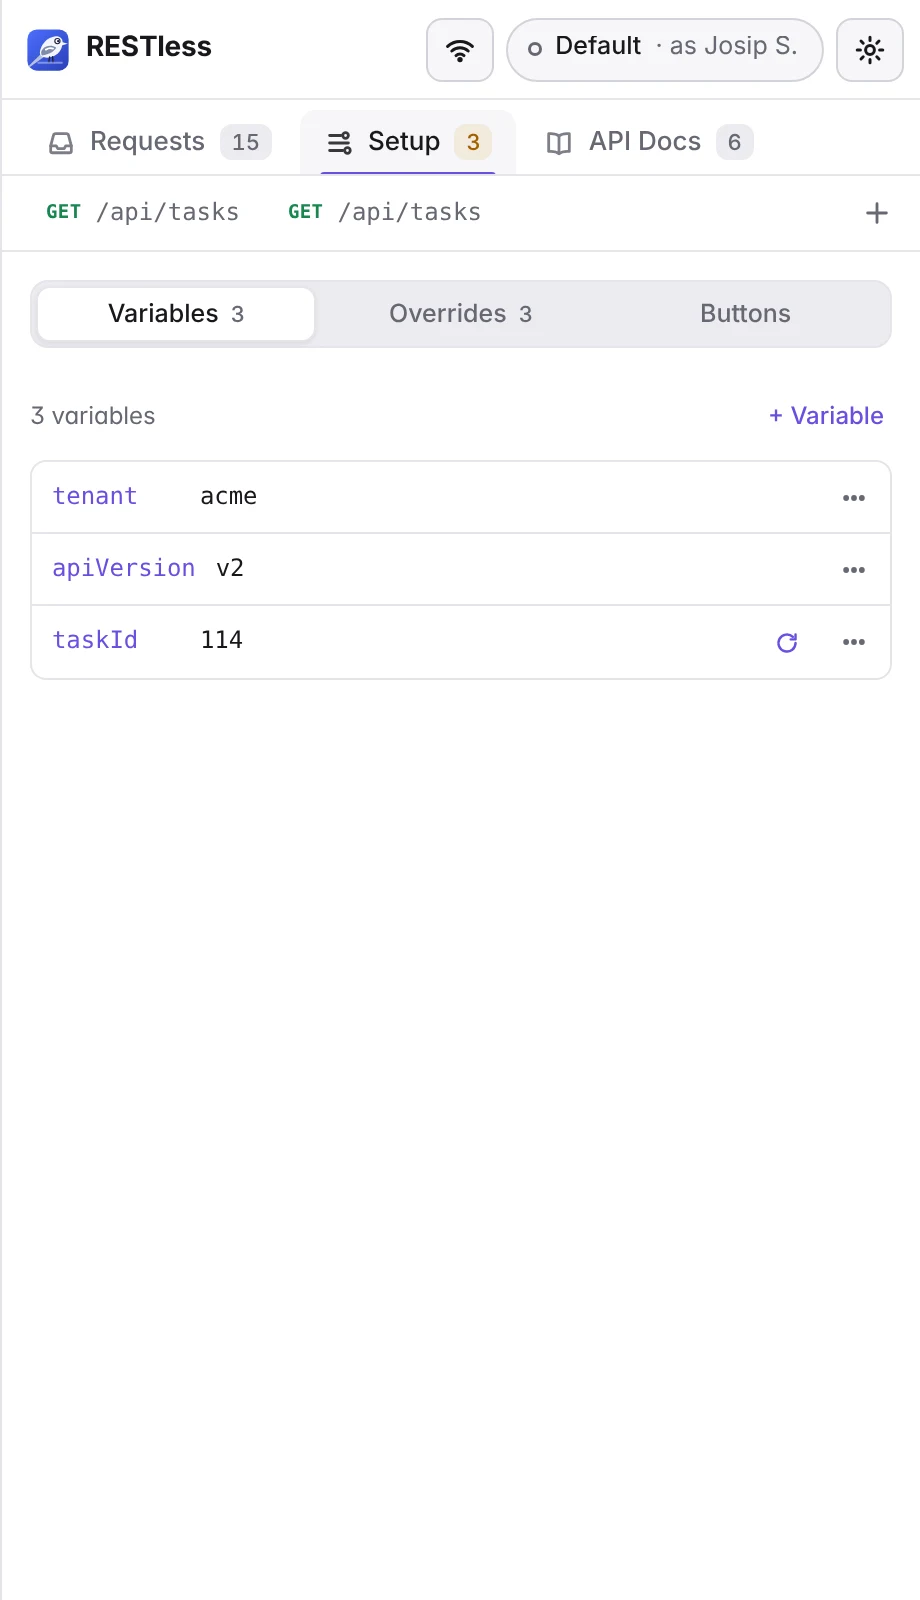 RESTless
Default · as Josip S.
Requests 15
Setup 3
API Docs 6
GET /api/tasks
GET /api/tasks
+
Variables 3
Overrides 3
Buttons
3 variables
+ Variable
tenant acme
apiVersion v2
taskId 114